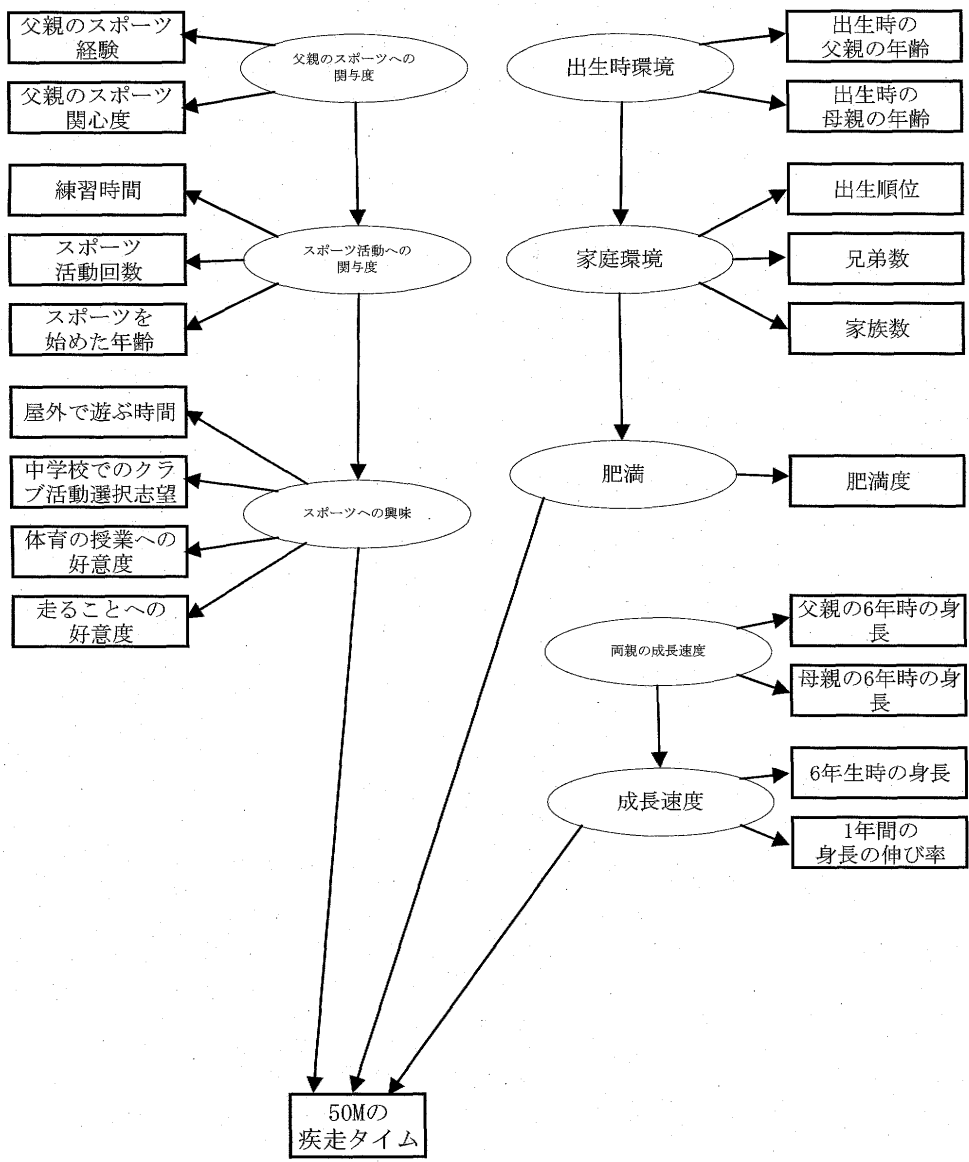 父親のスポーツ
経験
父親のスポーツ
関心度
父親のスポーツへの
関与度
練習時間
スポーツ
活動回数
スポーツを
始めた年齢
スポーツ活動への
関与度
屋外で遊ぶ時間
中学校でのクラ
ブ活動選択志望
体育の授業への
好意度
走ることへの
好意度
スポーツへの興味
出生時環境
出生時の
父親の年齢
出生時の
母親の年齢
家庭環境
出生順位
兄弟数
家族数
肥満
肥満度
両親の成長速度
父親の6年時の身
長
母親の6年時の身
長
成長速度
6年生時の身長
1年間の
身長の伸び率
50Mの
疾走タイム